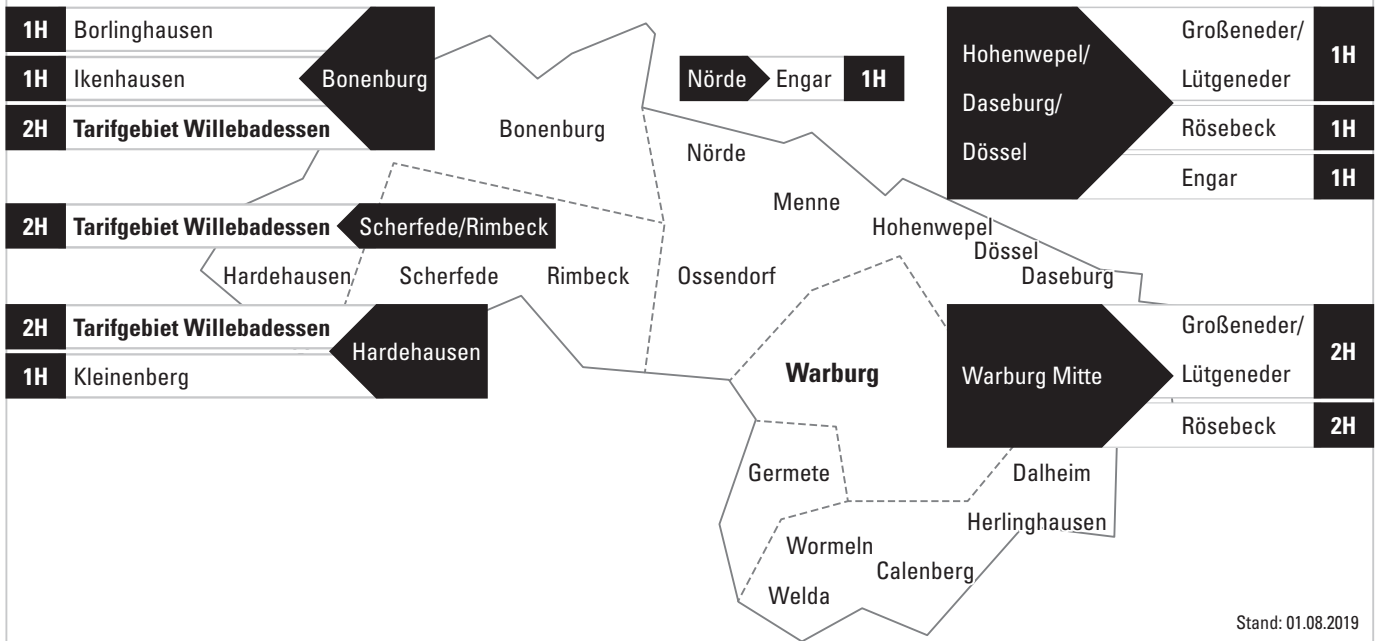 1H Borlinghausen
1H Ikenhausen
2H Tarifgebiet Willebadessen
Bonenburg
Nörde Engar 1H
Hohenwepel/
Daseburg/
Dössel
Großeneder/
Lütgeneder
1H
Rösebeck 1H
Engar 1H
Bonenburg
Nörde
Menne
Hohenwepel
Dössel
Daseburg
2H Tarifgebiet Willebadessen Scherfede/Rimbeck
Hardehausen
Scherfede
Rimbeck
Ossendorf
2H Tarifgebiet Willebadessen
1H Kleinenberg
Hardehausen
Warburg
Warburg Mitte
Großeneder/
Lütgeneder
2H
Rösebeck 2H
Germete
Dalheim
Herlinghausen
Wormeln
Calenberg
Welda
Stand: 01.08.2019